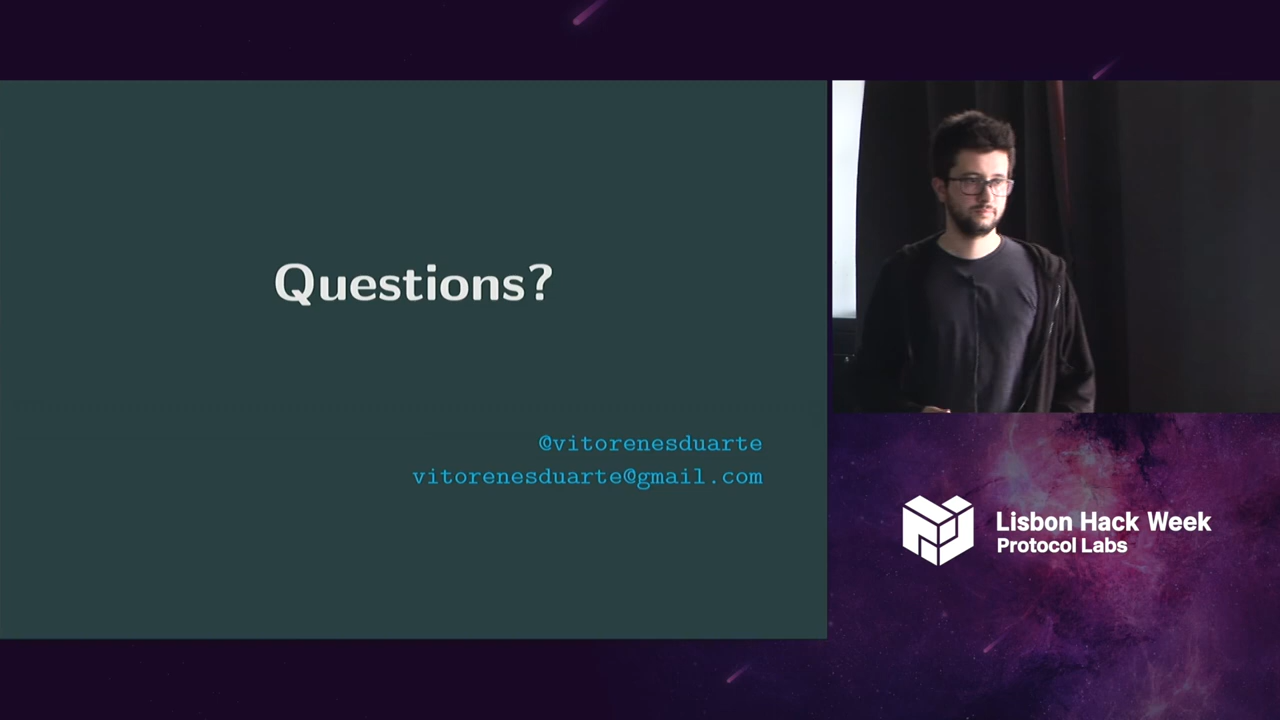 Questions?
@vitorenesduarte
vitorenesduarte@gmail.com
Lisbon Hack Week
Protocol Labs